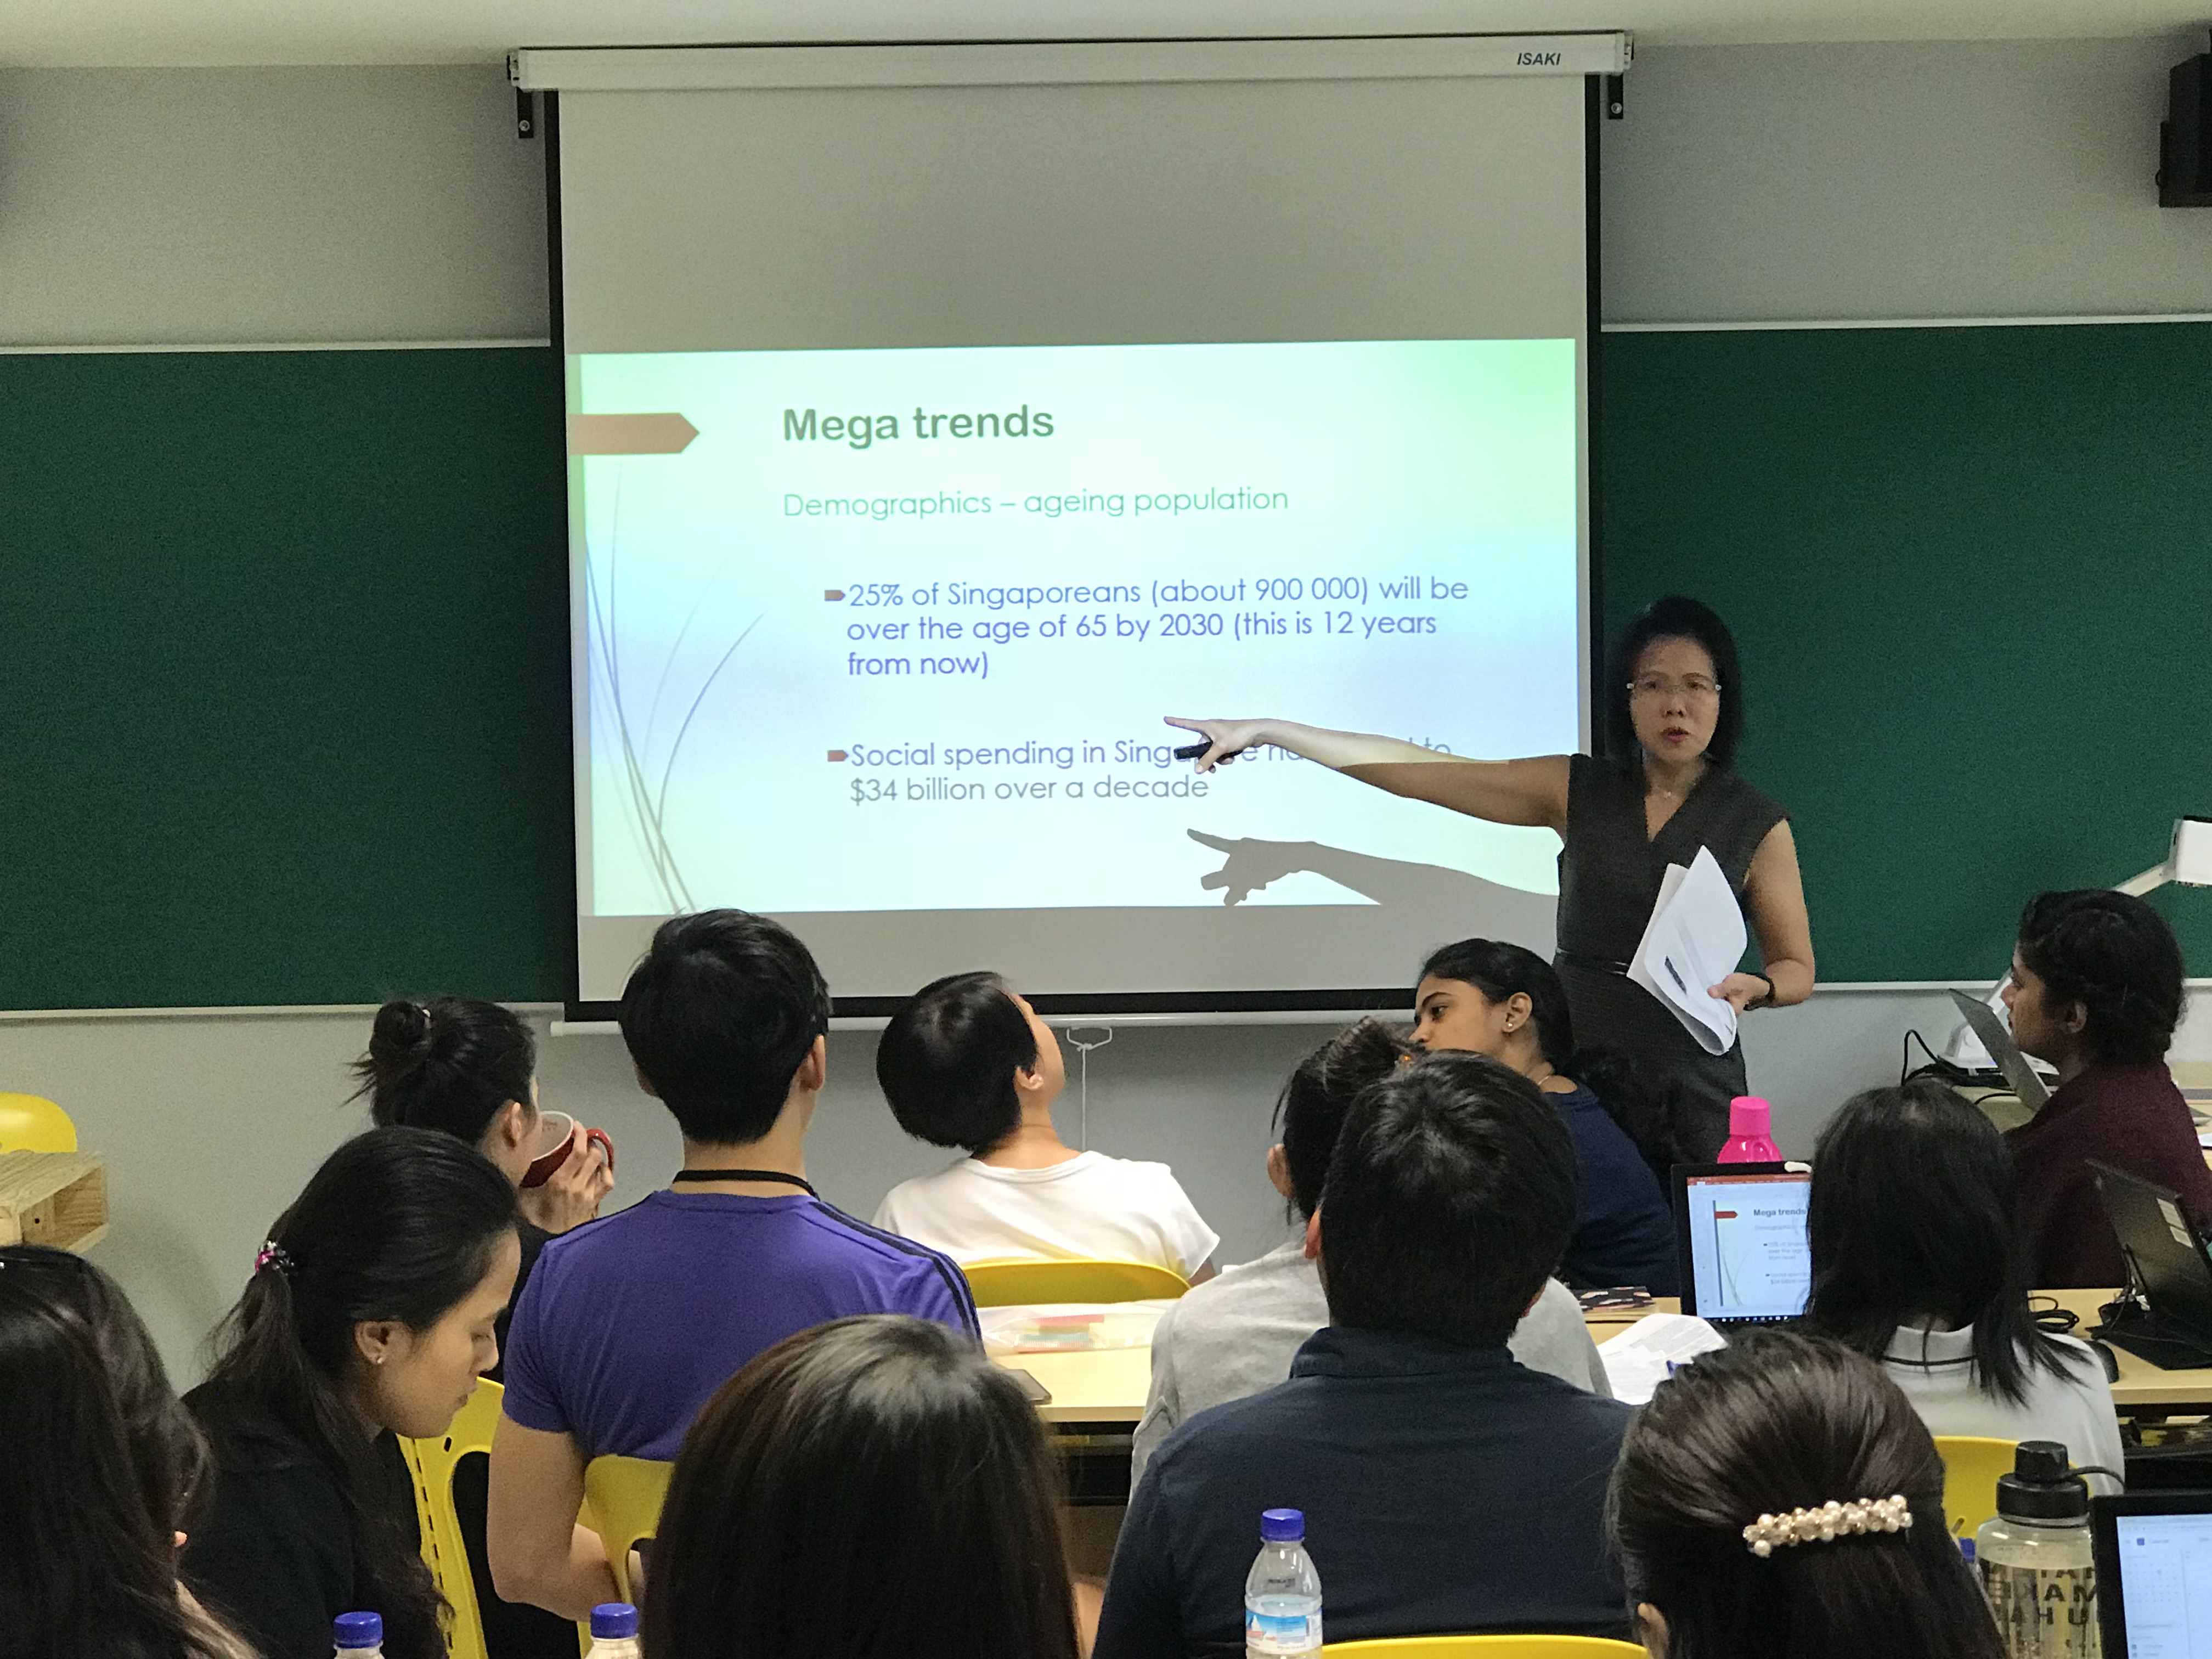 ISAKI
Mega trends
Demographics – ageing population
25% of Singaporeans (about 900 000) will be
over the age of 65 by 2030 (this is 12 years
from now)
Social spending in to
$34 billion over a decade
Mega trends